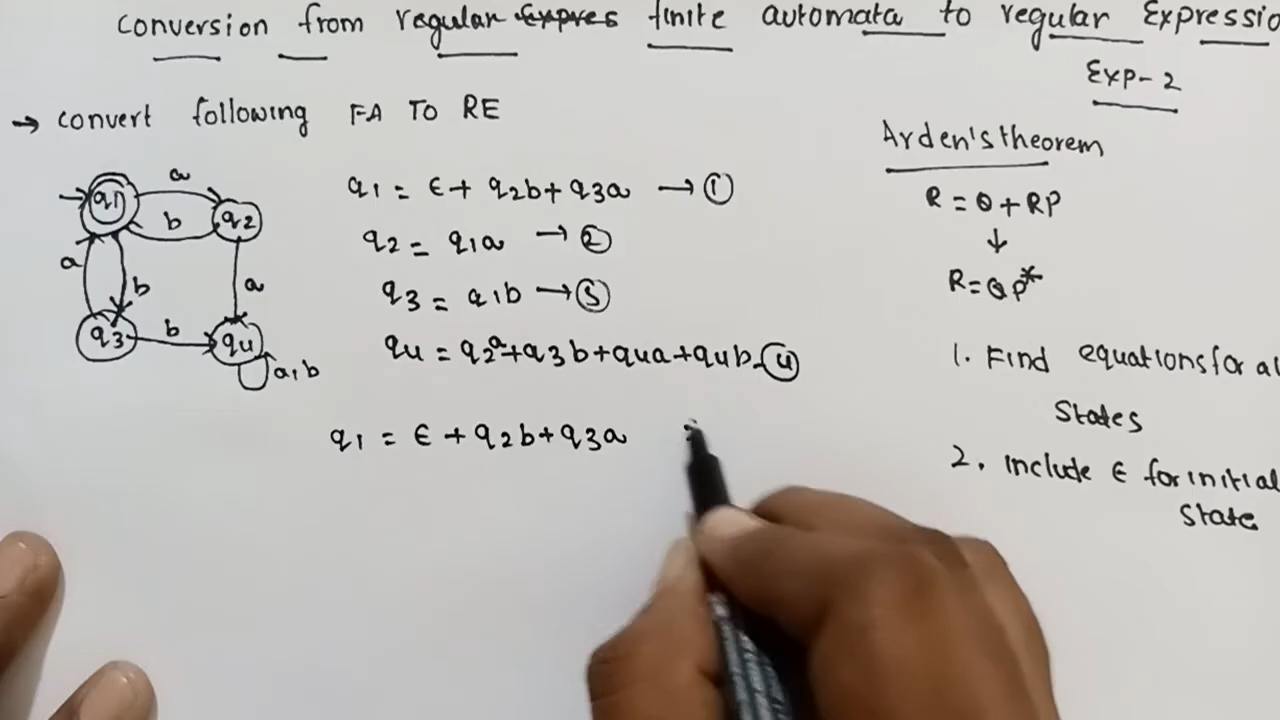 conversion from regular Expres finite automata to regular Expressio
Exp-2
→ convert following FA TO RE
Arden's theorem
R = Q + RP
↓
R = QP*
q1 = ϵ + q2b + q3a → ①
q2 = q1a → ②
q3 = q1b → ③
q4 = q2a + q3b + q4a + q4b - ④
q1 = ϵ + q2b + q3a
q1
a
b
q2
a
b
a
q3
b
q4
a,b
1. Find equations for al
States
2. include ϵ for initial
State